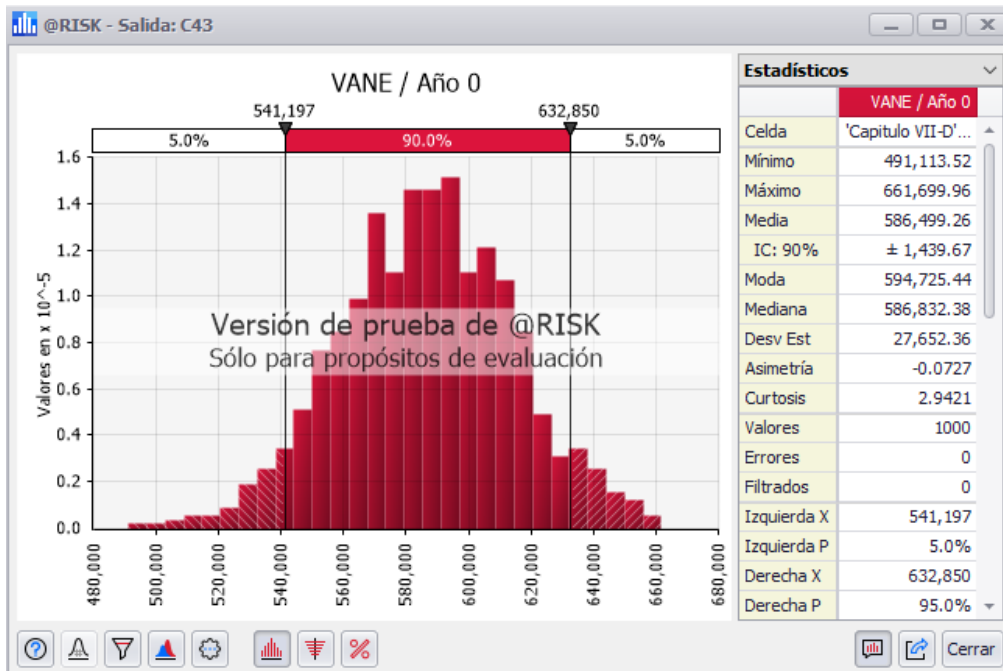 @RISK - Salida: C43
VANE / Año 0
541,197 632,850
5.0% 90.0% 5.0%
1.6
1.4
1.2
1.0
0.8
0.6
0.4
0.2
0.0
Valores en x 10^-5
Versión de prueba de @RISK
Sólo para propósitos de evaluación
480,000 500,000 520,000 540,000 560,000 580,000 600,000 620,000 640,000 660,000 680,000
Estadísticos
VANE / Año 0
Celda 'Capitulo VII-D'...
Mínimo 491,113.52
Máximo 661,699.96
Media 586,499.26
IC: 90% ± 1,439.67
Moda 594,725.44
Mediana 586,832.38
Desv Est 27,652.36
Asimetría -0.0727
Curtosis 2.9421
Valores 1000
Errores 0
Filtrados 0
Izquierda X 541,197
Izquierda P 5.0%
Derecha X 632,850
Derecha P 95.0%
Cerrar